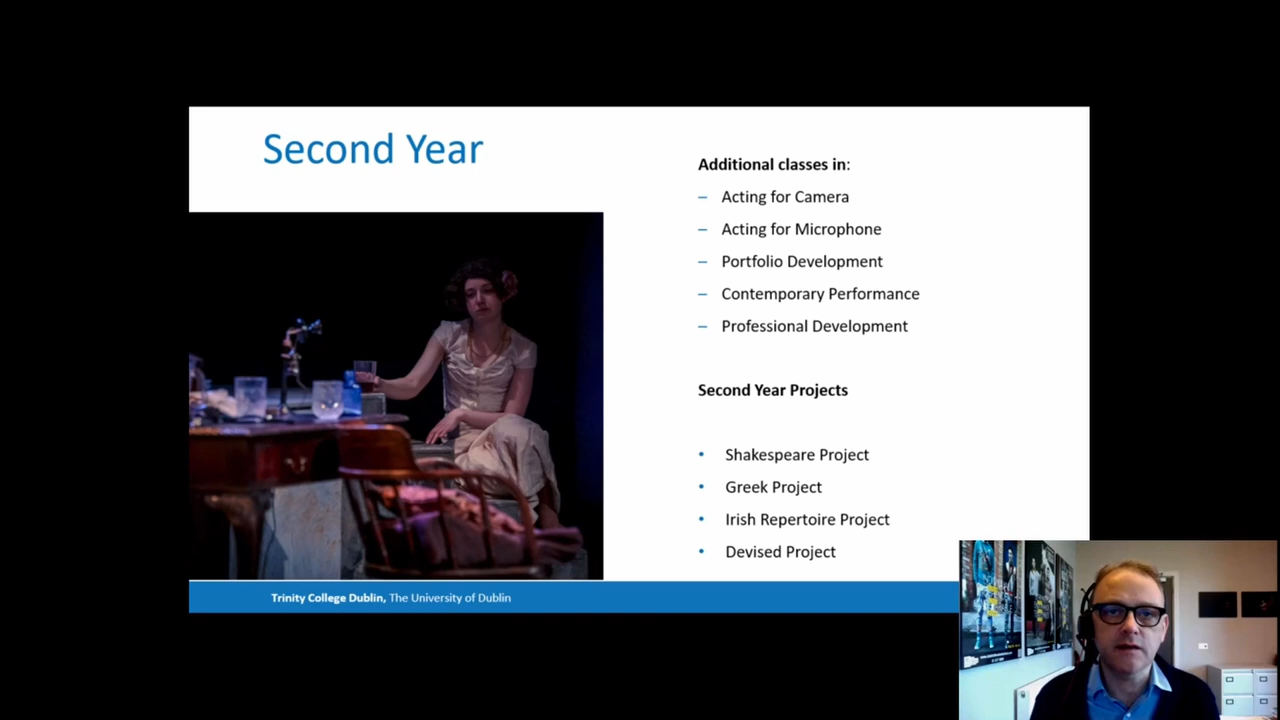 Second Year
Additional classes in:
– Acting for Camera
– Acting for Microphone
– Portfolio Development
– Contemporary Performance
– Professional Development
Second Year Projects
• Shakespeare Project
• Greek Project
• Irish Repertoire Project
• Devised Project
Trinity College Dublin, The University of Dublin